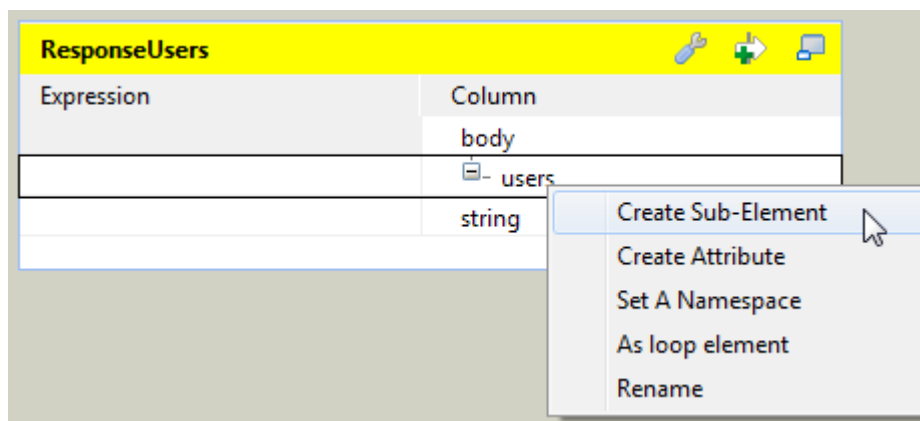 ResponseUsers
Expression Column
body
users
string
Create Sub-Element
Create Attribute
Set A Namespace
As loop element
Rename